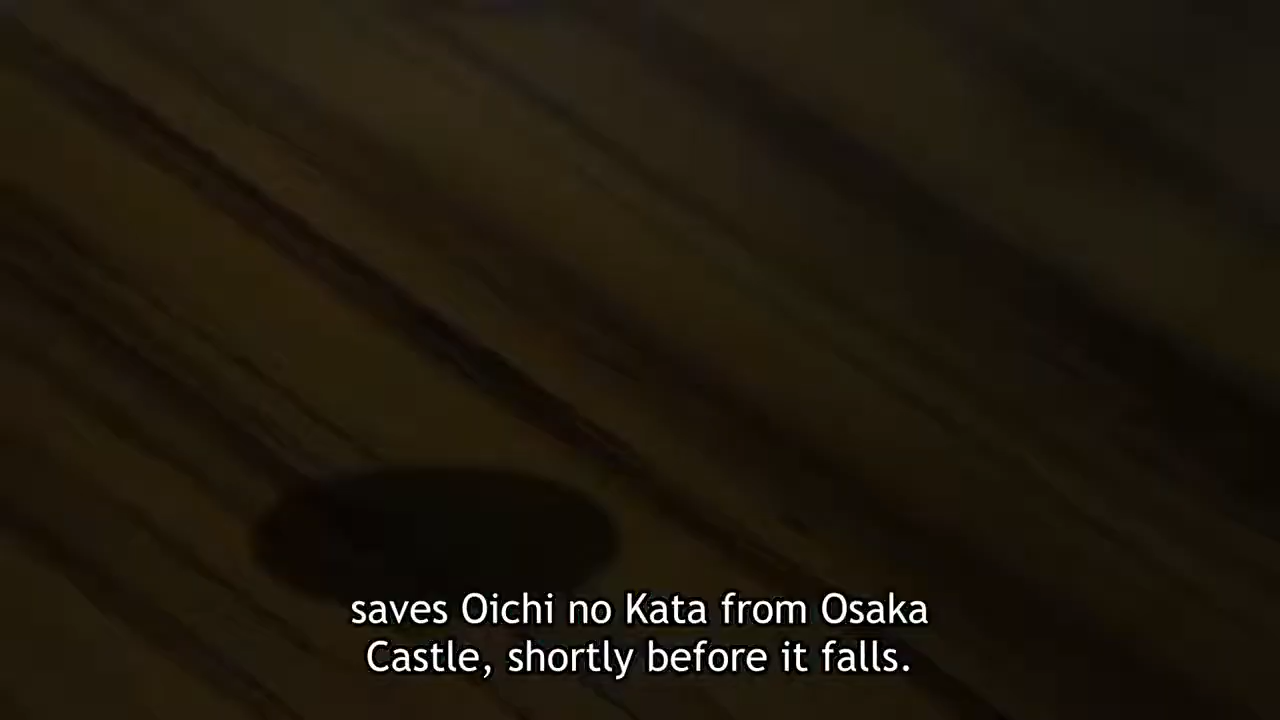 saves Oichi no Kata from Osaka
Castle, shortly before it falls.